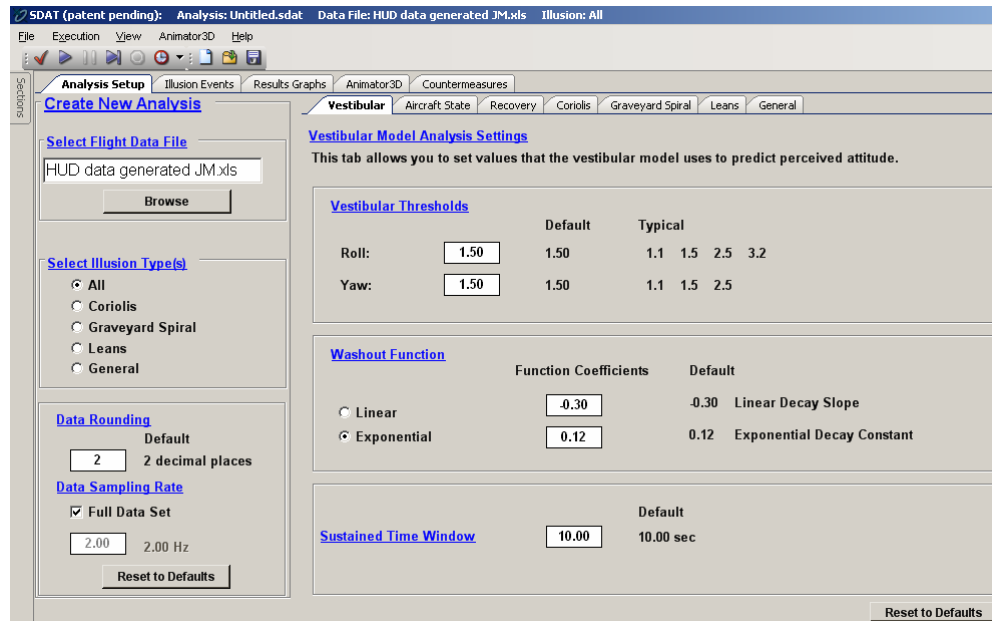 SDAT (patent pending): Analysis: Untitled.sdat Data File: HUD data generated JM.xls Illusion: All
File Execution View Animator3D Help
Sections
Analysis Setup Illusion Events Results Graphs Animator3D Countermeasures
Create New Analysis
Select Flight Data File
HUD data generated JM.xls
Browse
Select Illusion Type(s)
All
Coriolis
Graveyard Spiral
Leans
General
Data Rounding
Default
2 2 decimal places
Data Sampling Rate
Full Data Set
2.00 2.00 Hz
Reset to Defaults
Vestibular Aircraft State Recovery Coriolis Graveyard Spiral Leans General
Vestibular Model Analysis Settings
This tab allows you to set values that the vestibular model uses to predict perceived attitude.
Vestibular Thresholds
Default Typical
Roll: 1.50 1.50 1.1 1.5 2.5 3.2
Yaw: 1.50 1.50 1.1 1.5 2.5
Washout Function
Function Coefficients Default
Linear -0.30 -0.30 Linear Decay Slope
Exponential 0.12 0.12 Exponential Decay Constant
Default
Sustained Time Window 10.00 10.00 sec
Reset to Defaults